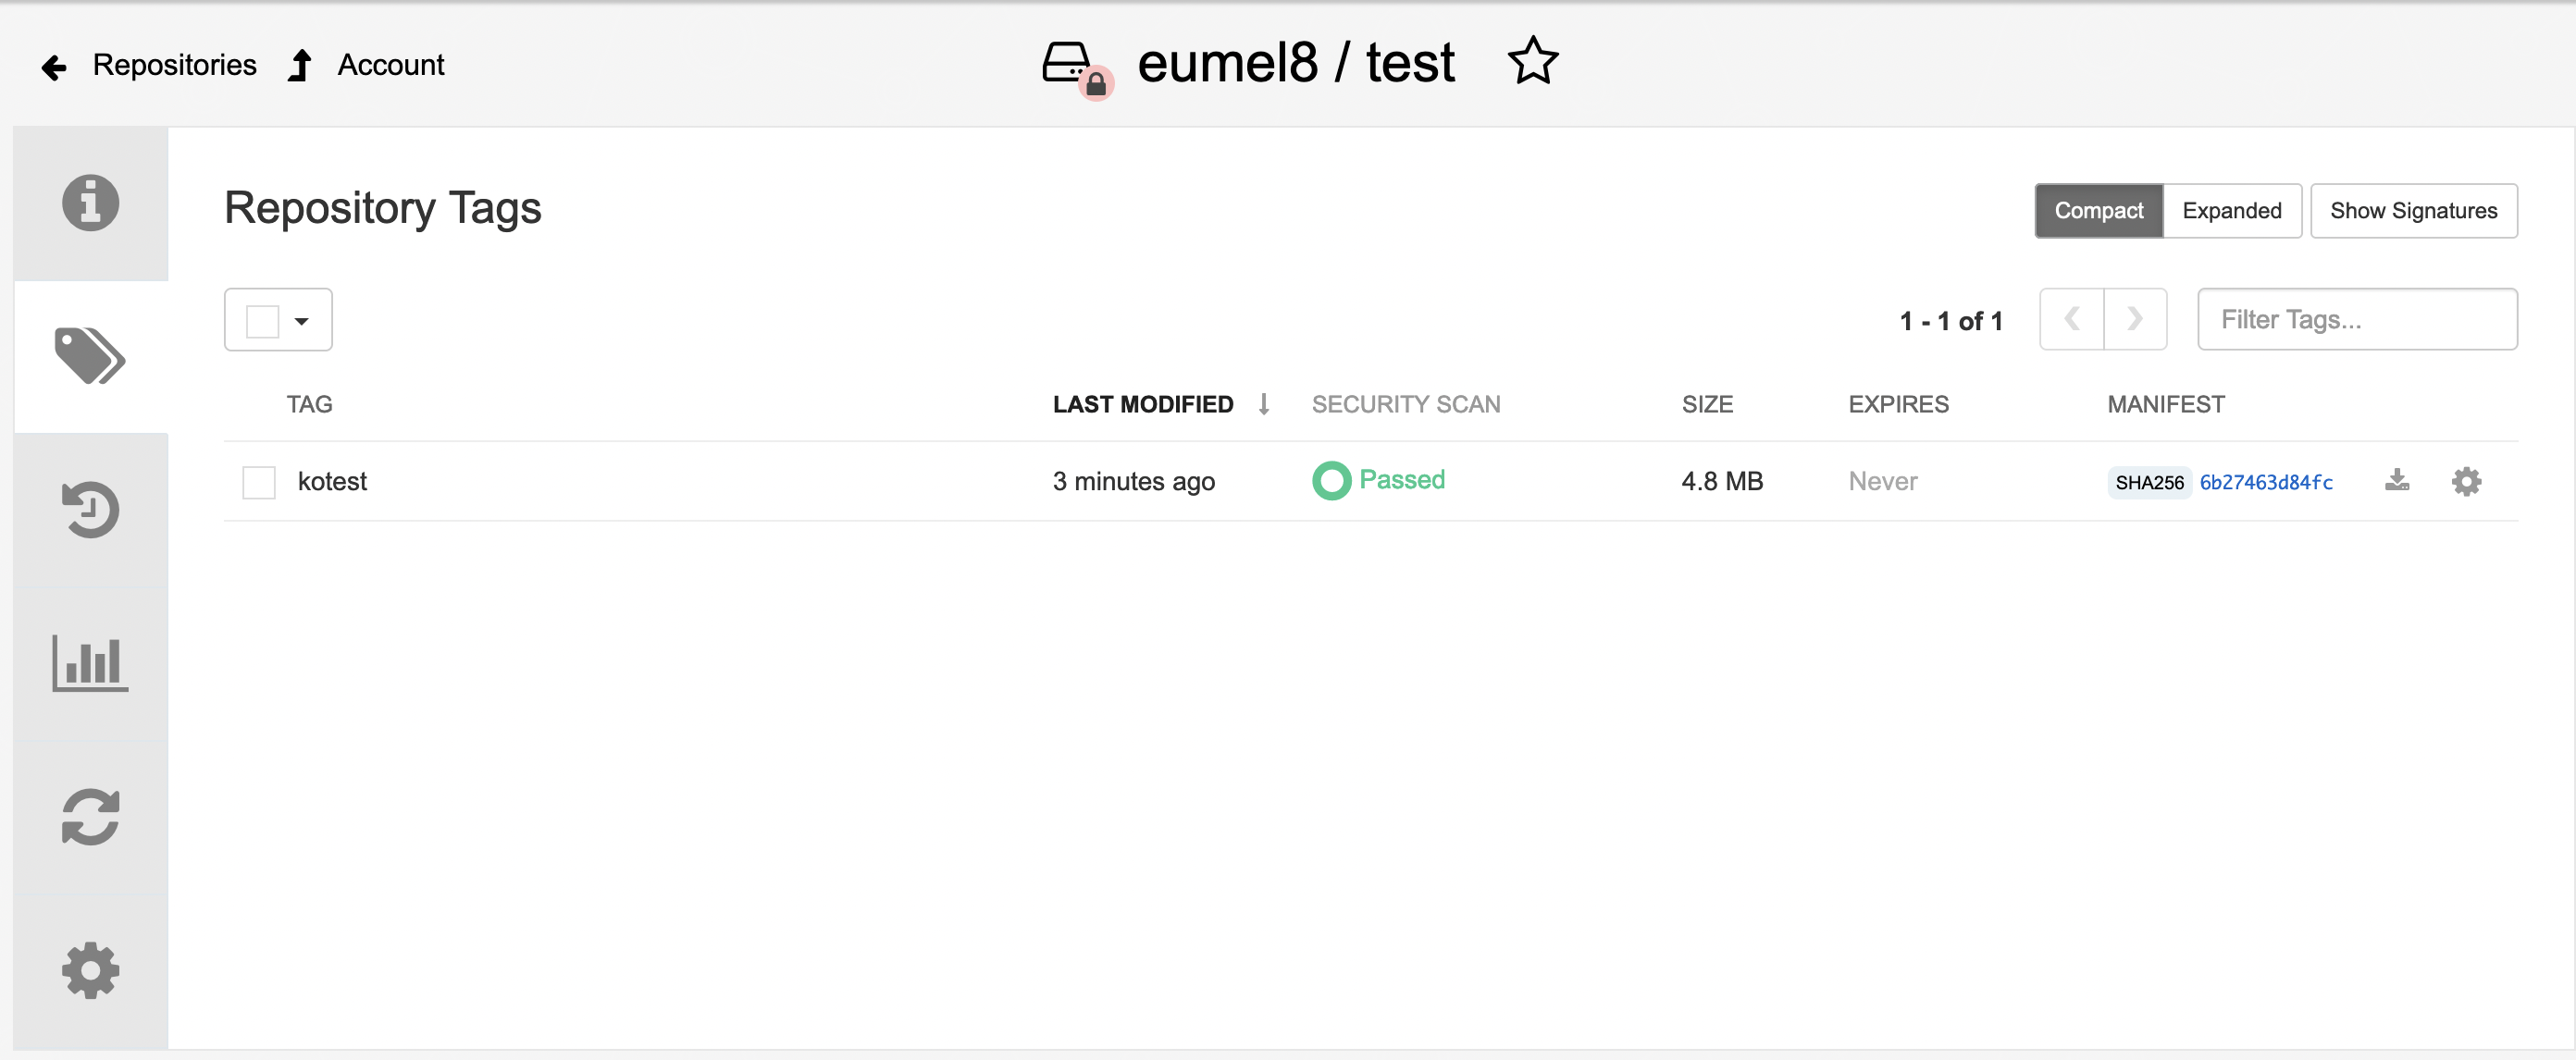 Repositories Account
eumel8 / test
Repository Tags
Compact Expanded Show Signatures
1 - 1 of 1 Filter Tags...
TAG LAST MODIFIED SECURITY SCAN SIZE EXPIRES MANIFEST
kotest 3 minutes ago Passed 4.8 MB Never SHA256 6b27463d84fc